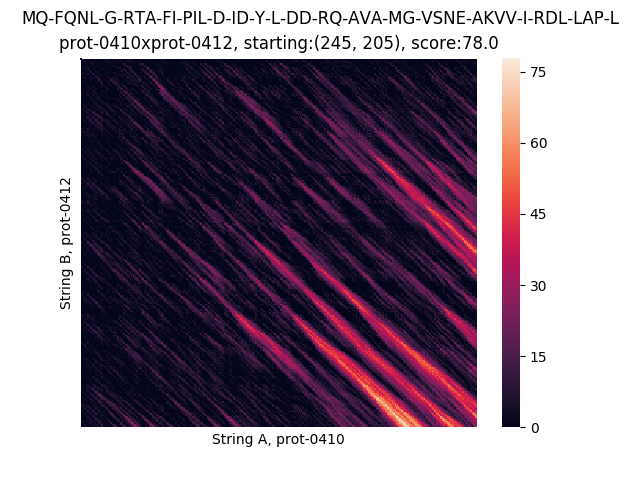 MQ-FQNL-G-RTA-FI-PIL-D-ID-Y-L-DD-RQ-AVA-MG-VSNE-AKVV-I-RDL-LAP-L
prot-0410xprot-0412, starting:(245, 205), score:78.0
String B, prot-0412
String A, prot-0410
75
60
45
30
15
0